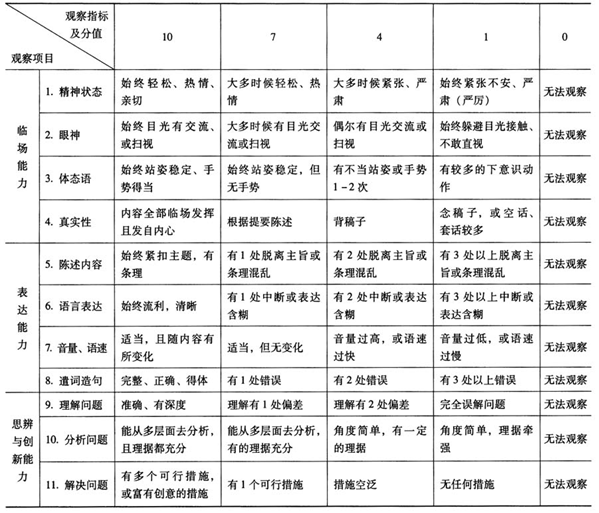 观察指标
及分值
观察项目
10
7
4
1
0
临场能力
1. 精神状态
始终轻松、热情、
亲切
大多时候轻松、热
情
大多时候紧张、严
肃
始终紧张不安、严
肃（严厉）
无法观察
2. 眼神
始终目光有交流、
或扫视
大多时候有目光交
流或扫视
偶尔有目光交流或
扫视
始终躲避目光接触、
不敢直视
无法观察
3. 体态语
始终站姿稳定、手
势得当
始终站姿稳定，但
无手势
有不当站姿或手势
1-2次
有较多的下意识动
作
无法观察
4. 真实性
内容全部临场发挥
且发自内心
根据提要陈述
背稿子
念稿子，或空话、
套话较多
无法观察
表达能力
5. 陈述内容
始终紧扣主题，有
条理
有1处脱离主旨或
条理混乱
有2处脱离主旨或
条理混乱
有3处以上脱离主
旨或条理混乱
无法观察
6. 语言表达
始终流利，清晰
有1处中断或表达
含糊
有2处中断或表达
含糊
有3处以上中断或
表达含糊
无法观察
7. 音量、语速
适当，且随内容有
所变化
适当，但无变化
音量过高，或语速
过快
音量过低，或语速
过慢
无法观察
8. 遣词造句
完整、正确、得体
有1处错误
有2处错误
有3处以上错误
无法观察
思辨
与创
新能
力
9. 理解问题
准确、有深度
理解有1处偏差
理解有2处偏差
完全误解问题
无法观察
10. 分析问题
能从多层面去分析，
且理据都充分
能从多层面去分析，
有的理据充分
角度简单，有一定
的理据
角度简单，理据牵
强
无法观察
11. 解决问题
有多个可行措施，
或富有创意的措施
有1个可行措施
措施空泛
无任何措施
无法观察